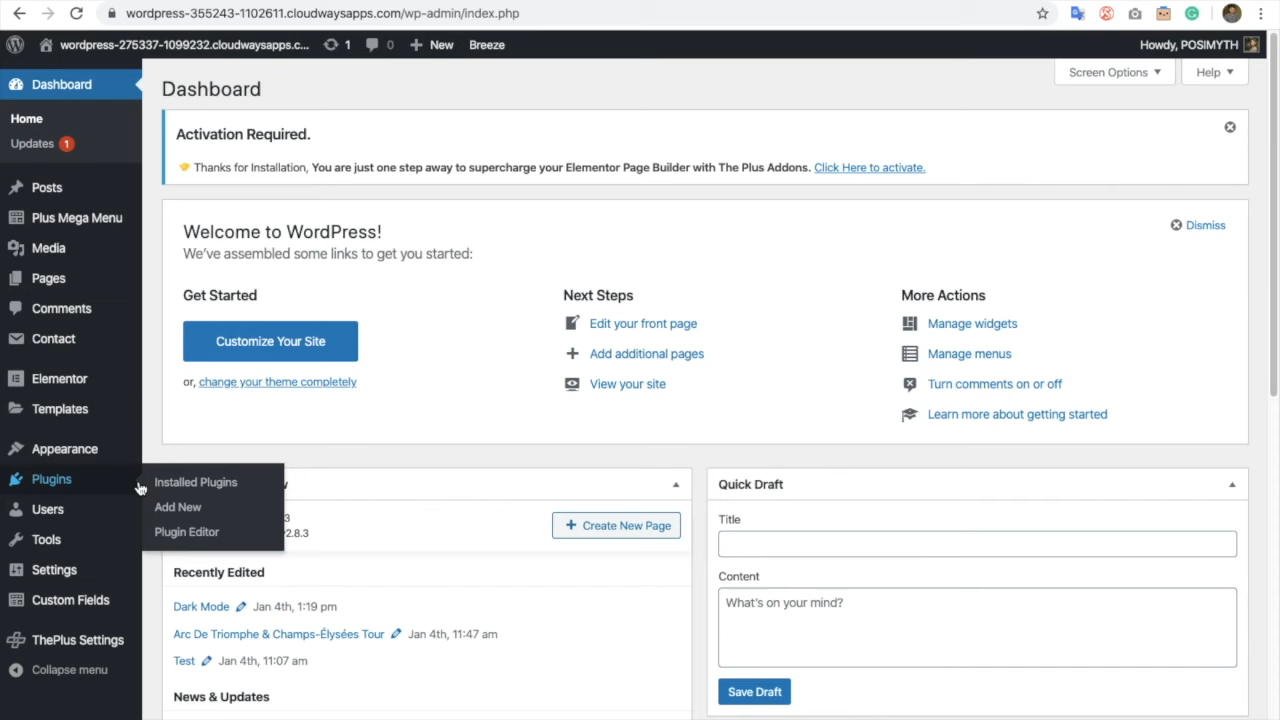 wordpress-355243-1102611.cloudwaysapps.com/wp-admin/index.php
wordpress-275337-1099232.cloudwaysapps.c... 1 0 New Breeze Howdy, POSIMYTH
Screen Options Help
Dashboard
Home
Updates 1
Posts
Plus Mega Menu
Media
Pages
Comments
Contact
Elementor
Templates
Appearance
Plugins
Users
Tools
Settings
Custom Fields
ThePlus Settings
Collapse menu
Installed Plugins
Add New
Plugin Editor
Dashboard
Activation Required.
Thanks for Installation, You are just one step away to supercharge your Elementor Page Builder with The Plus Addons. Click Here to activate.
Welcome to WordPress!
We've assembled some links to get you started:
Dismiss
Get Started
Customize Your Site
or, change your theme completely
Next Steps
Edit your front page
Add additional pages
View your site
More Actions
Manage widgets
Manage menus
Turn comments on or off
Learn more about getting started
3
v2.8.3
Create New Page
Recently Edited
Dark Mode Jan 4th, 1:19 pm
Arc De Triomphe & Champs-Élysées Tour Jan 4th, 11:47 am
Test Jan 4th, 11:07 am
News & Updates
Quick Draft
Title
Content
What's on your mind?
Save Draft